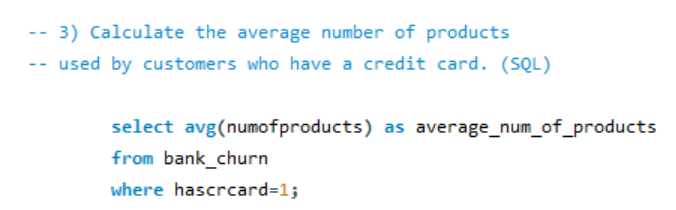 -- 3) Calculate the average number of products
-- used by customers who have a credit card. (SQL)
select avg(numofproducts) as average_num_of_products
from bank_churn
where hascrcard=1;